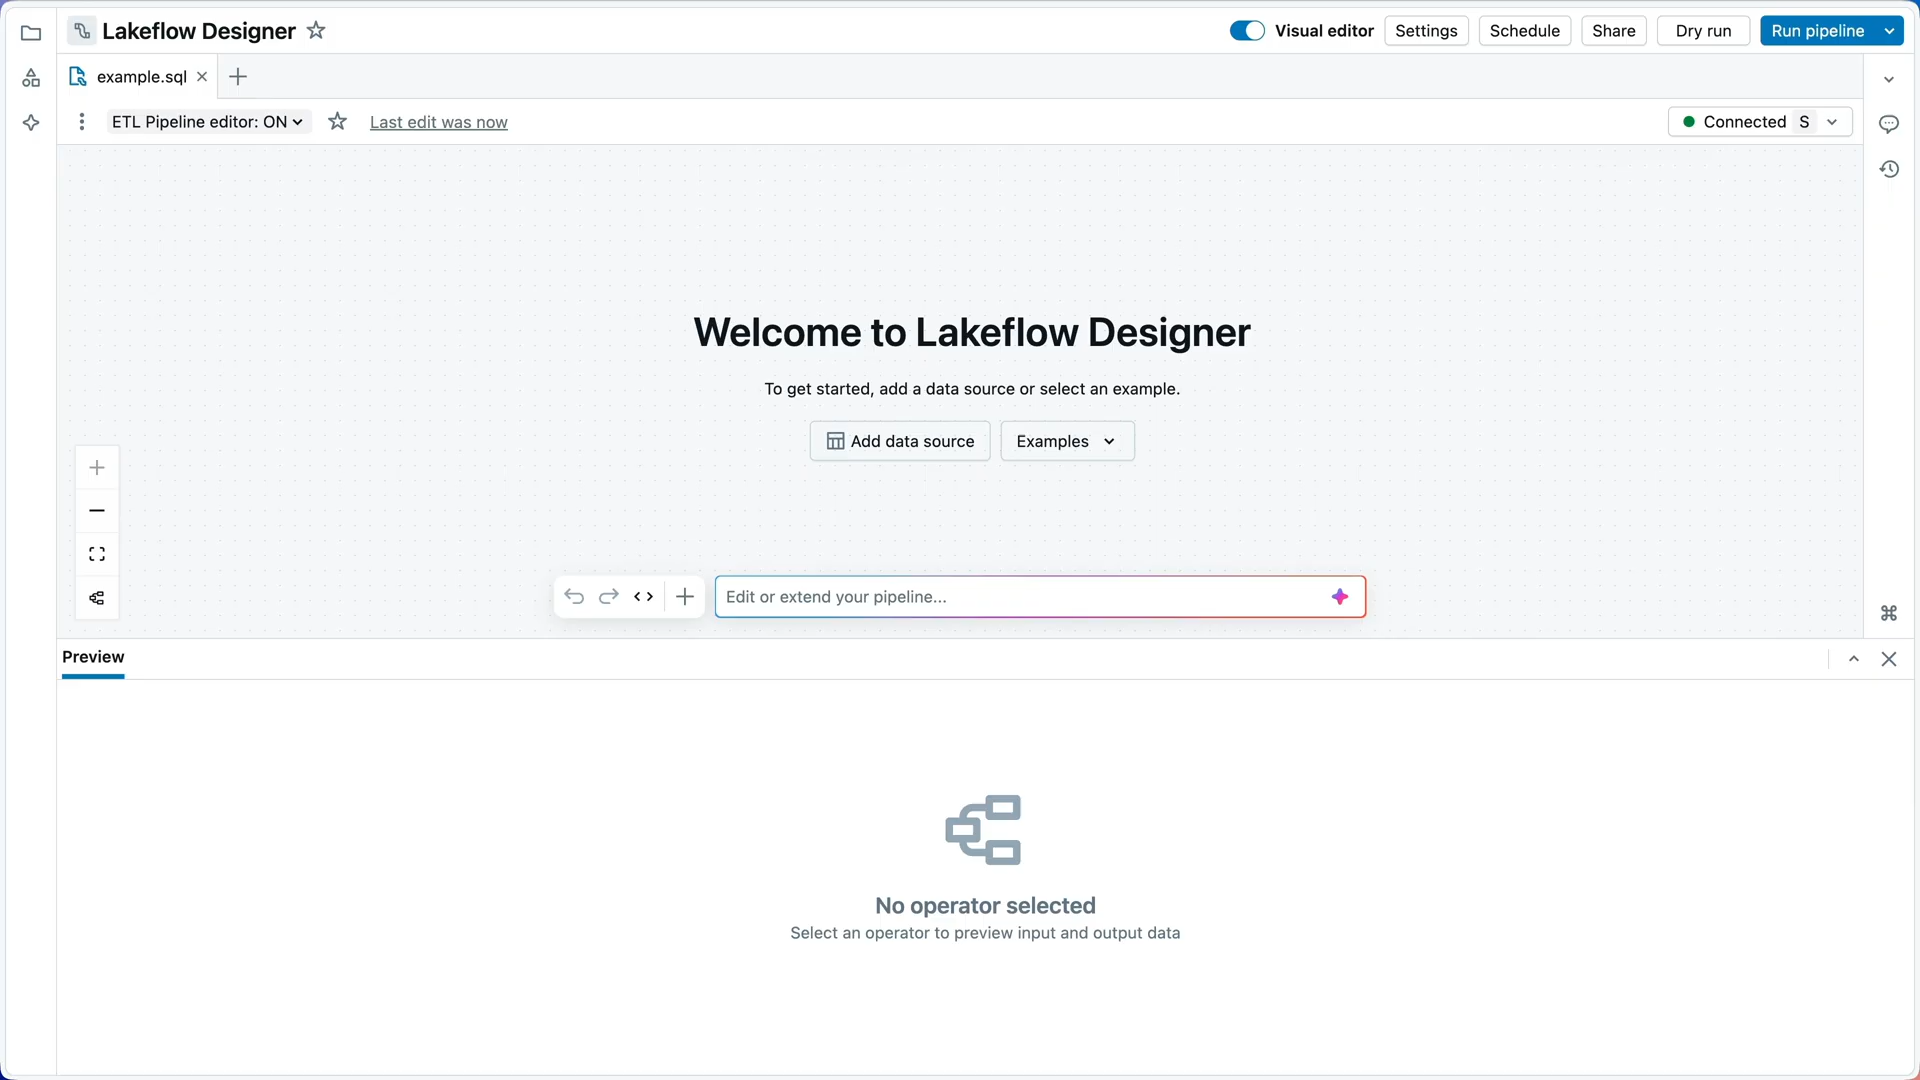 Lakeflow Designer
Visual editor
Settings
Schedule
Share
Dry run
Run pipeline
example.sql
ETL Pipeline editor: ON
Last edit was now
Connected S
Welcome to Lakeflow Designer
To get started, add a data source or select an example.
Add data source
Examples
Edit or extend your pipeline...
Preview
No operator selected
Select an operator to preview input and output data